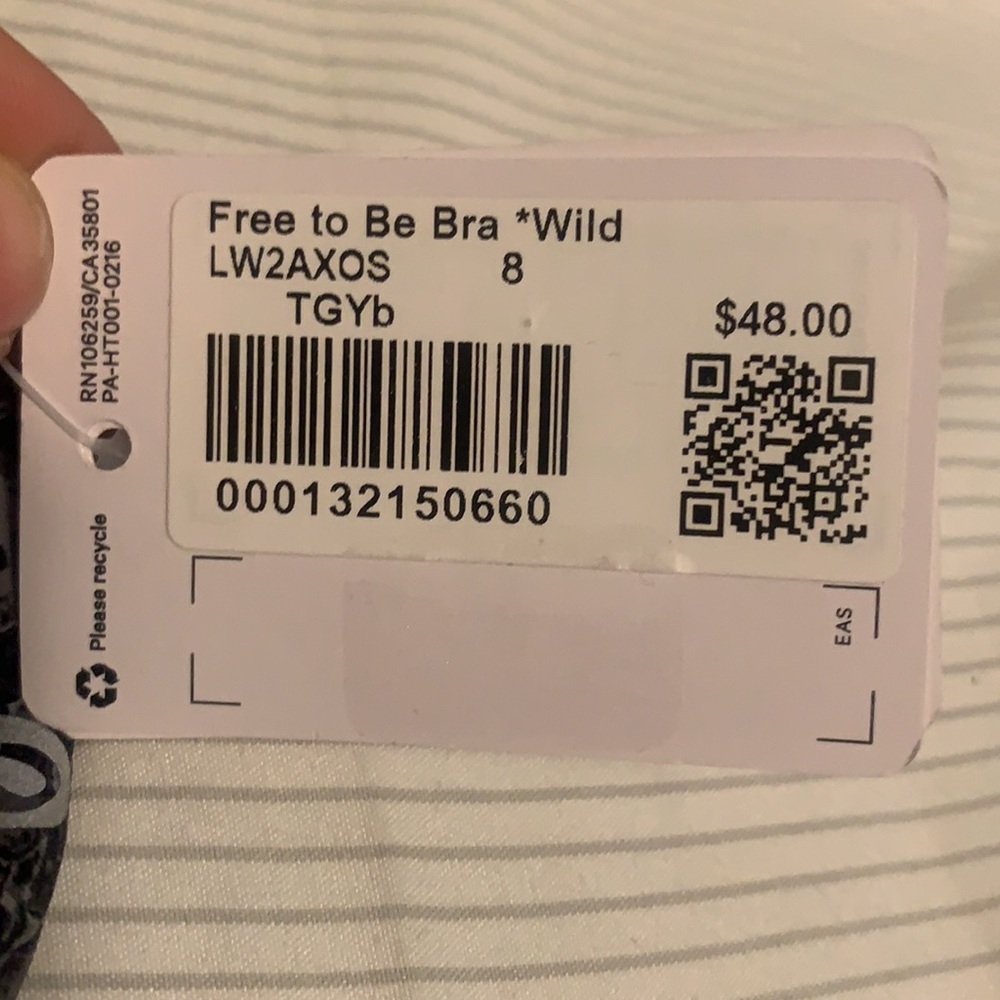 Free to Be Bra *Wild
LW2AXOS 8
TGYb
$48.00
000132150660
RN106259/CA35801
PA-HT001-0216
Please recycle
EAS